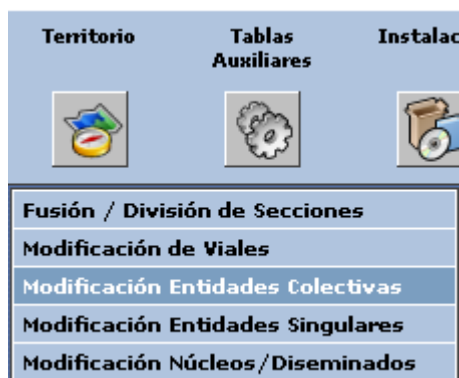 Territorio
Tablas
Auxiliares
Instalac
Fusión / División de Secciones
Modificación de Viales
Modificación Entidades Colectivas
Modificación Entidades Singulares
Modificación Núcleos/Diseminados